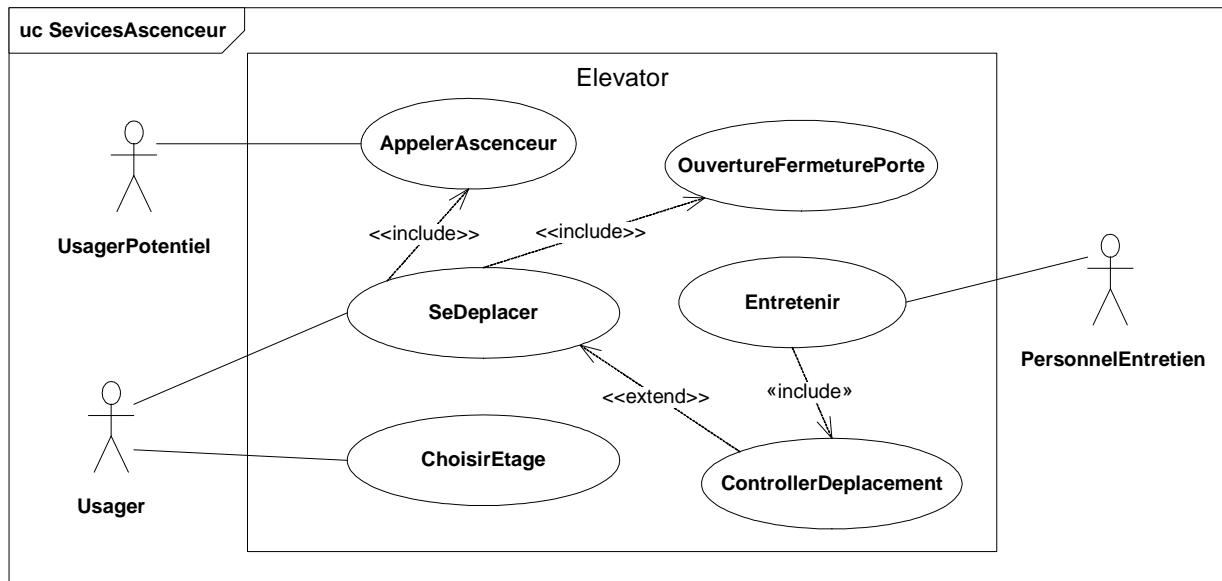 uc SevicesAscenceur
Elevator
AppelerAscenceur
OuvertureFermeturePorte
<<include>>
<<include>>
UsagerPotentiel
SeDeplacer
Entretenir
PersonnelEntretien
<<extend>>
«include»
ChoisirEtage
ControllerDeplacement
Usager